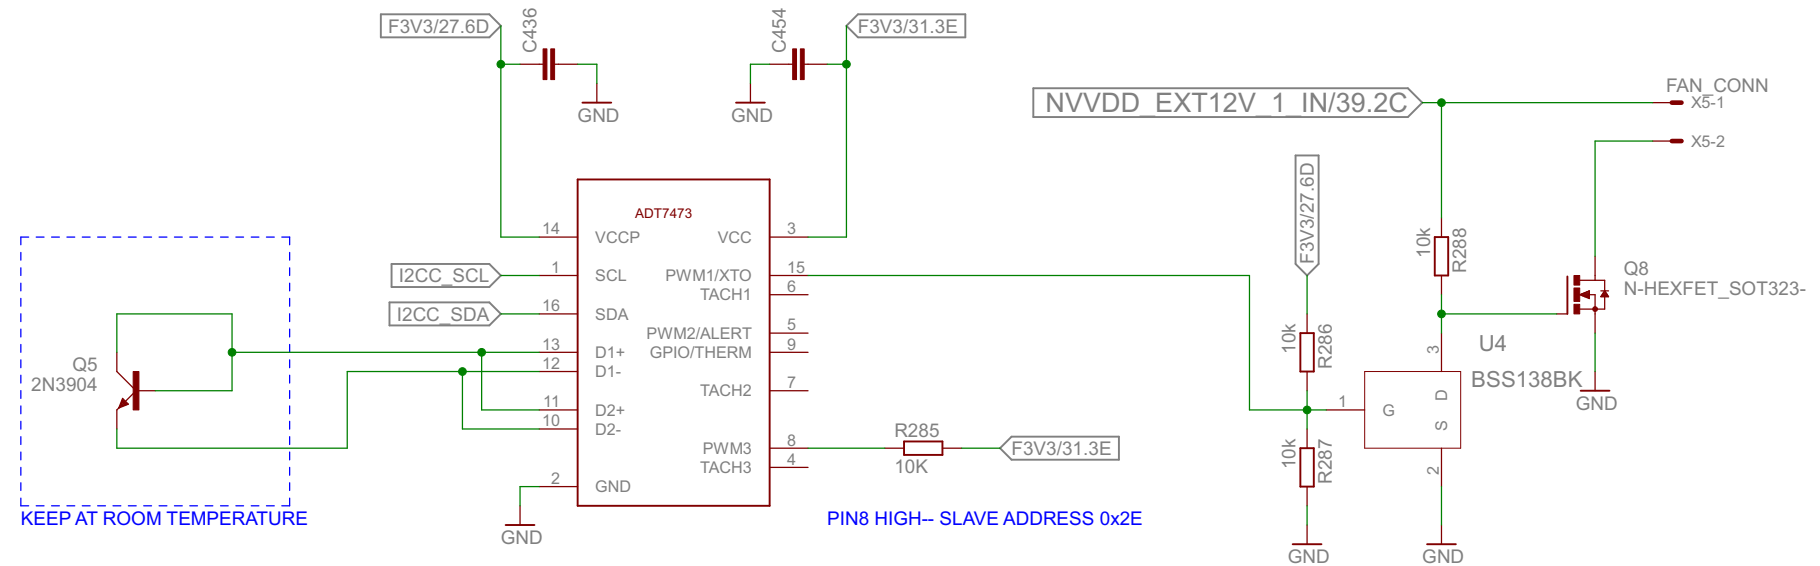 F3V3/27.6D
C436
GND
C454
F3V3/31.3E
GND
NVVDD_EXT12V_1_IN/39.2C
FAN_CONN
X5-1
X5-2
F3V3/27.6D
ADT7473
14 VCCP
VCC 3
I2CC_SCL
1 SCL
PWM1/XTO 15
TACH1 6
I2CC_SDA
16 SDA
PWM2/ALERT 5
GPIO/THERM 9
13 D1+
12 D1-
TACH2 7
11 D2+
10 D2-
PWM3 8
TACH3 4
2 GND
GND
Q5
2N3904
KEEP AT ROOM TEMPERATURE
R285
10K
F3V3/31.3E
PIN8 HIGH-- SLAVE ADDRESS 0x2E
10k
R286
10k
R287
GND
10k
R288
U4
BSS138BK
1 G
3 D
S 2
GND
Q8
N-HEXFET_SOT323-
GND